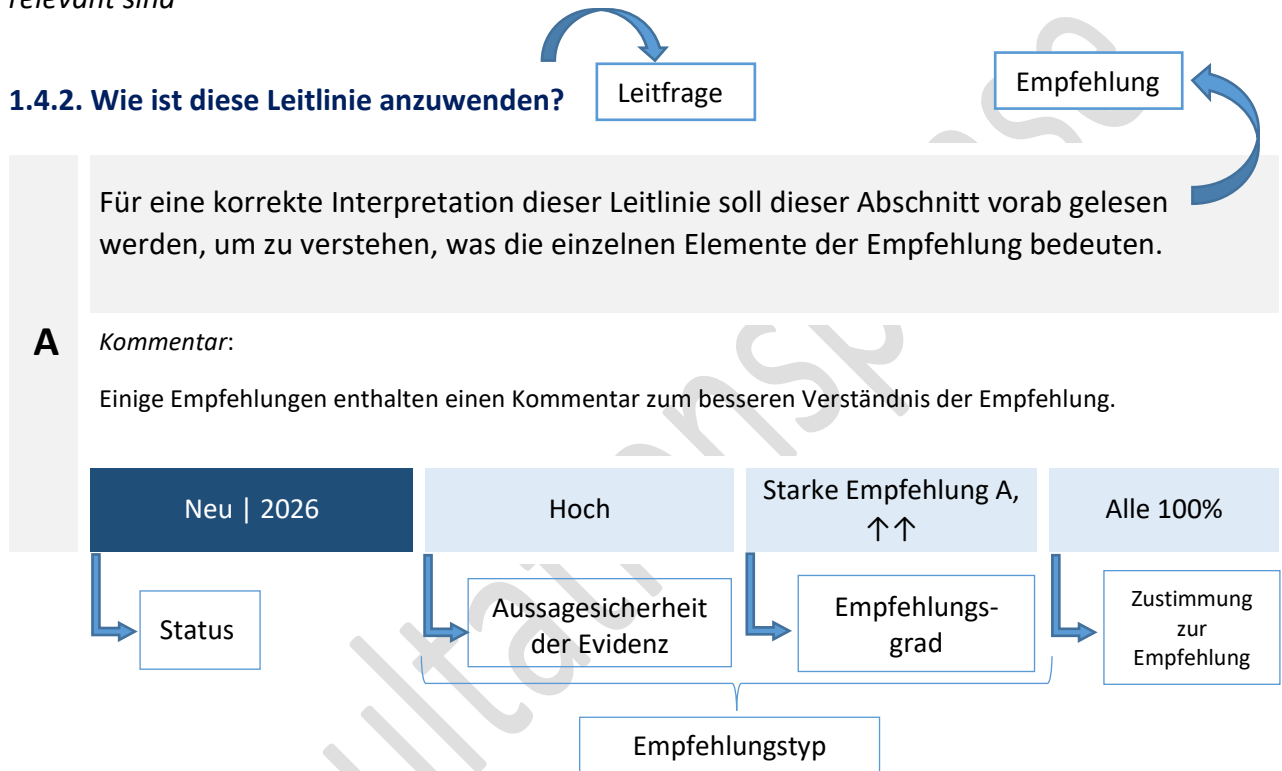 relevant sind
1.4.2. Wie ist diese Leitlinie anzuwenden?
Leitfrage
Empfehlung
Für eine korrekte Interpretation dieser Leitlinie soll dieser Abschnitt vorab gelesen
werden, um zu verstehen, was die einzelnen Elemente der Empfehlung bedeuten.
A
Kommentar:
Einige Empfehlungen enthalten einen Kommentar zum besseren Verständnis der Empfehlung.
Neu | 2026
Hoch
Starke Empfehlung A,
↑↑
Alle 100%
Status
Aussagesicherheit
der Evidenz
Empfehlungs-
grad
Zustimmung
zur
Empfehlung
Empfehlungstyp